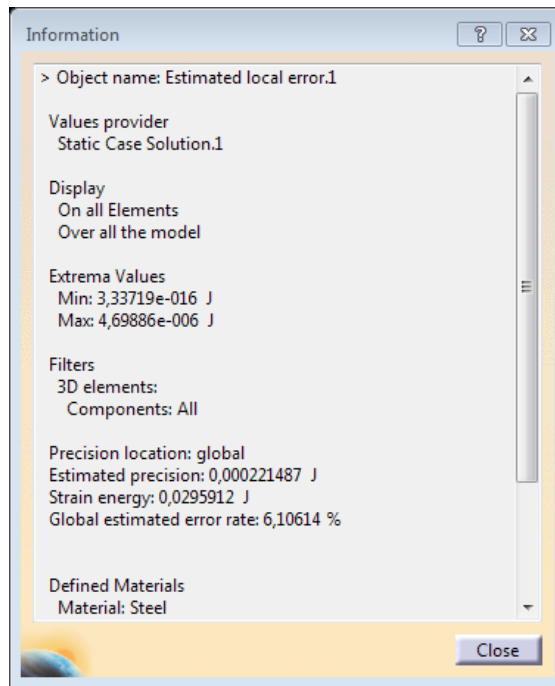 Information
> Object name: Estimated local error.1
Values provider
Static Case Solution.1
Display
On all Elements
Over all the model
Extrema Values
Min: 3,33719e-016 J
Max: 4,69886e-006 J
Filters
3D elements:
Components: All
Precision location: global
Estimated precision: 0,000221487 J
Strain energy: 0,0295912 J
Global estimated error rate: 6,10614 %
Defined Materials
Material: Steel
Close